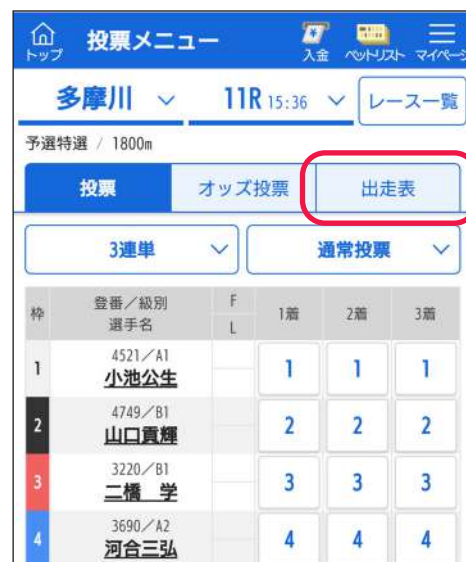 トップ 投票メニュー 入金 ベットリスト マイページ
多摩川 11R 15:36 レース一覧
予選特選 / 1800m
投票 オッズ投票 出走表
3連単 通常投票
枠 登番／級別 選手名 F L 1着 2着 3着
1 4521／A1 小池公生 1 1 1
2 4749／B1 山口真輝 2 2 2
3 3220／B1 二橋 学 3 3 3
4 3690／A2 河合三弘 4 4 4